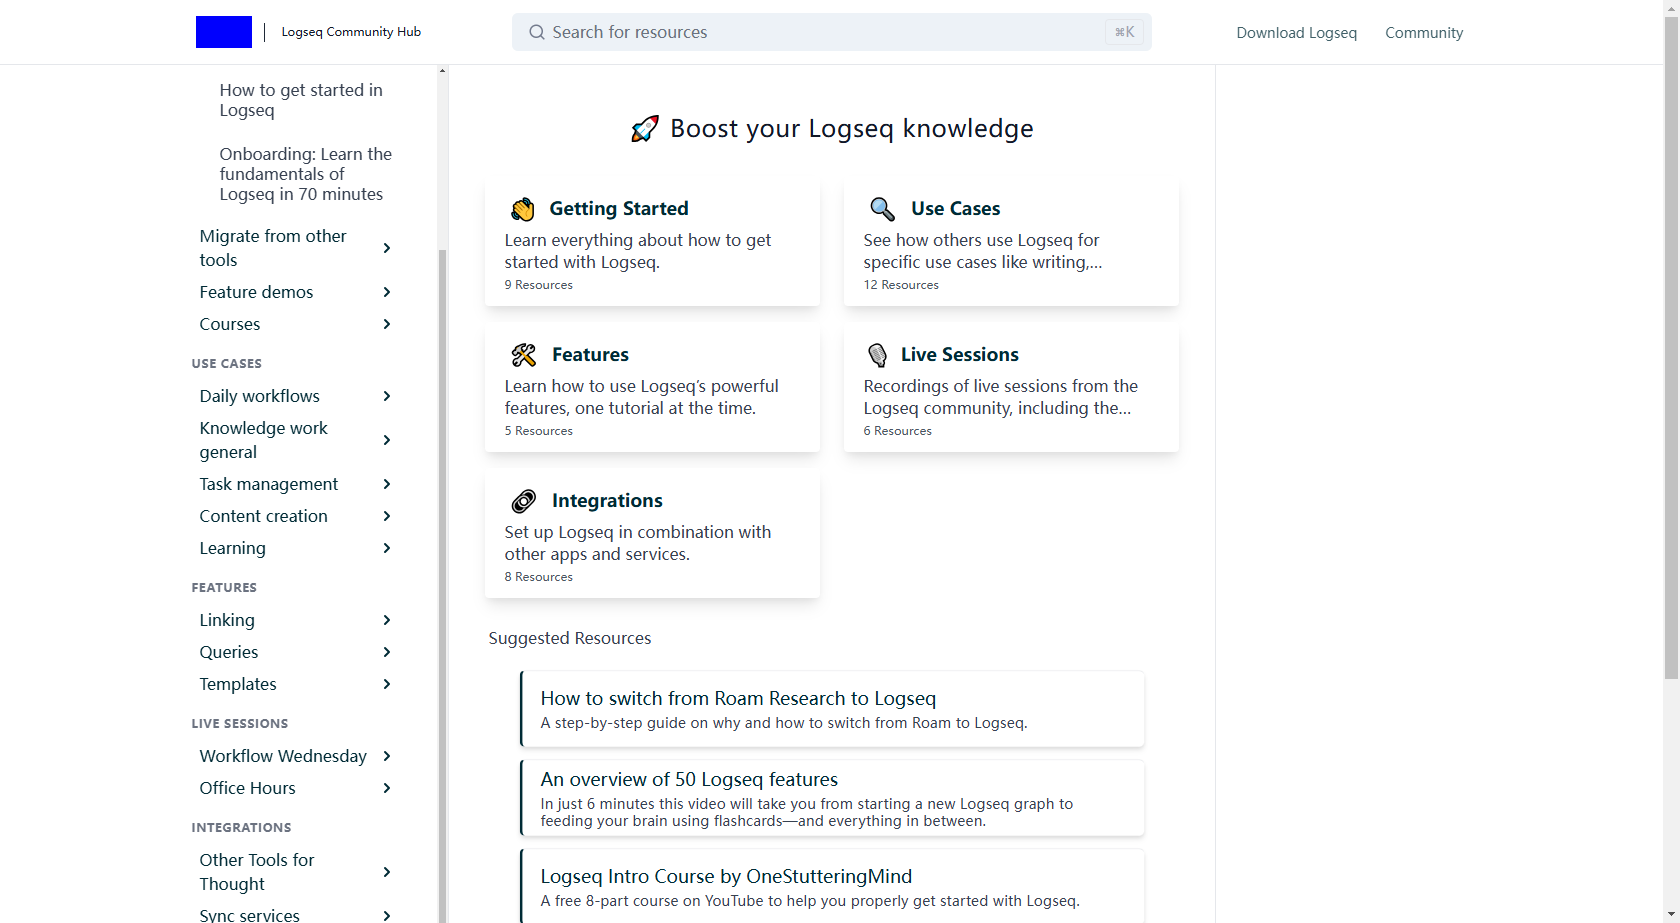 Logseq Community Hub
Search for resources
⌘K
Download Logseq
Community
How to get started in
Logseq
Onboarding: Learn the
fundamentals of
Logseq in 70 minutes
Migrate from other
tools
Feature demos
Courses
USE CASES
Daily workflows
Knowledge work
general
Task management
Content creation
Learning
FEATURES
Linking
Queries
Templates
LIVE SESSIONS
Workflow Wednesday
Office Hours
INTEGRATIONS
Other Tools for
Thought
Sync services
Boost your Logseq knowledge
Getting Started
Learn everything about how to get
started with Logseq.
9 Resources
Use Cases
See how others use Logseq for
specific use cases like writing,...
12 Resources
Features
Learn how to use Logseq’s powerful
features, one tutorial at the time.
5 Resources
Live Sessions
Recordings of live sessions from the
Logseq community, including the...
6 Resources
Integrations
Set up Logseq in combination with
other apps and services.
8 Resources
Suggested Resources
How to switch from Roam Research to Logseq
A step-by-step guide on why and how to switch from Roam to Logseq.
An overview of 50 Logseq features
In just 6 minutes this video will take you from starting a new Logseq graph to
feeding your brain using flashcards—and everything in between.
Logseq Intro Course by OneStutteringMind
A free 8-part course on YouTube to help you properly get started with Logseq.